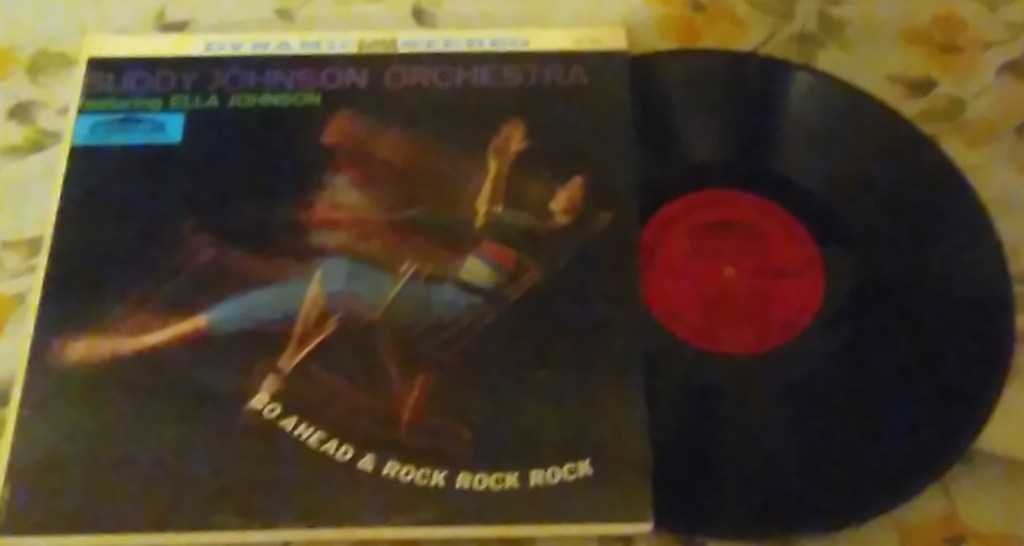 DYNAMIC STEREO
BUDDY JOHNSON ORCHESTRA
featuring ELLA JOHNSON
GO AHEAD & ROCK ROCK ROCK